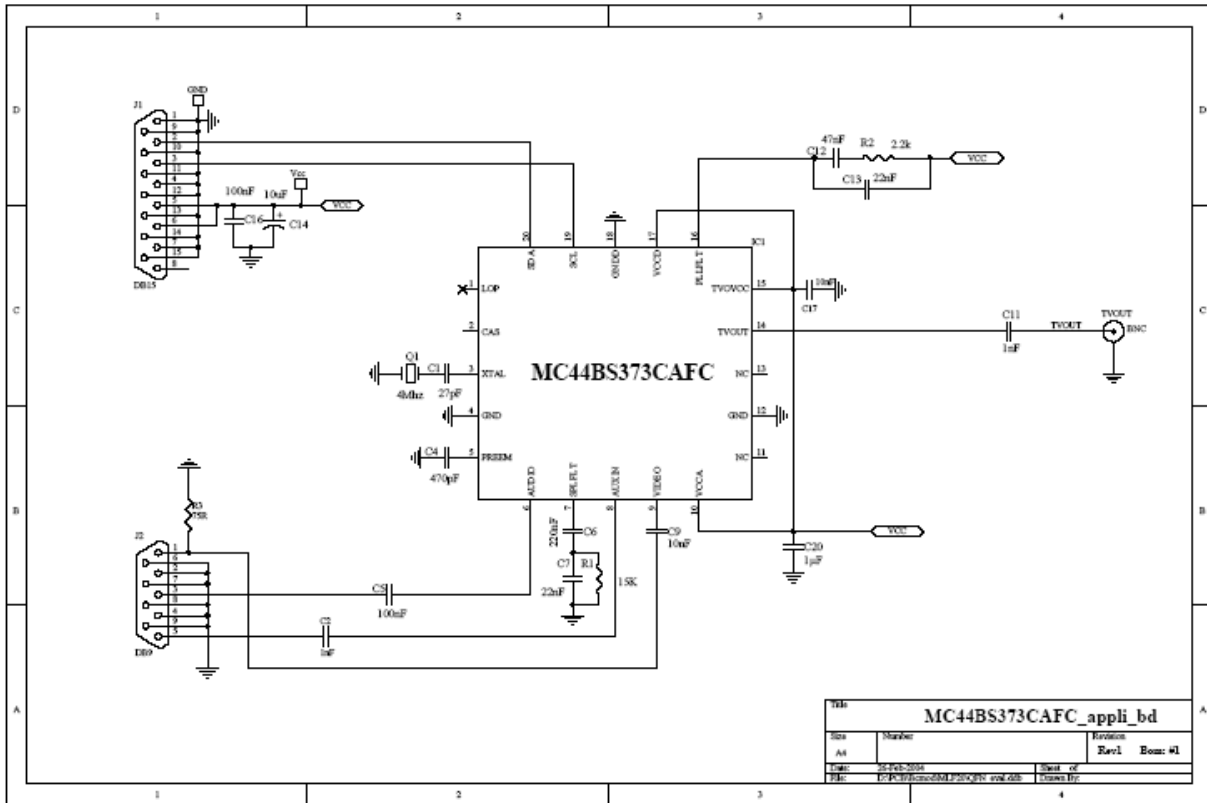 1 2 3 4
D D
C C
B B
A A
GND
J1
1
9
2
10
3
11
4
12
5
13
6
14
7
15
8
DB15
100nF
10uF
Vcc
VCC
C16
+
C14
47nF
C12
R2
2.2k
VCC
C13
22nF
20 19 18 17 16
IC1
SDA SCL GNDD VCCD PLLFLT
1 LOP
2 CAS
3 XTAL
4 GND
5 PREEM
TVOVCC 15
TVOUT 14
NC 13
GND 12
NC 11
MC44BS373CAFC
AUDIO SPLFLT AUXIN VIDEO VCCA
6 7 8 9 10
10nF
C17
C11
1nF
TVOUT
TVOUT
BNC
Q1
4Mhz
C1
27pF
C4
470pF
R3
75R
J2
1
6
2
7
3
8
4
9
5
DB9
220nF
C6
C7
22nF
R1
15K
C9
10nF
C5
100nF
C2
1nF
VCC
C20
1µF
Title
MC44BS373CAFC_appli_bd
Size
A4
Number
Revision
Rev1 Bom: #1
Date:
26-Feb-2004
Sheet of
File:
Drawn By:
1 2 3 4